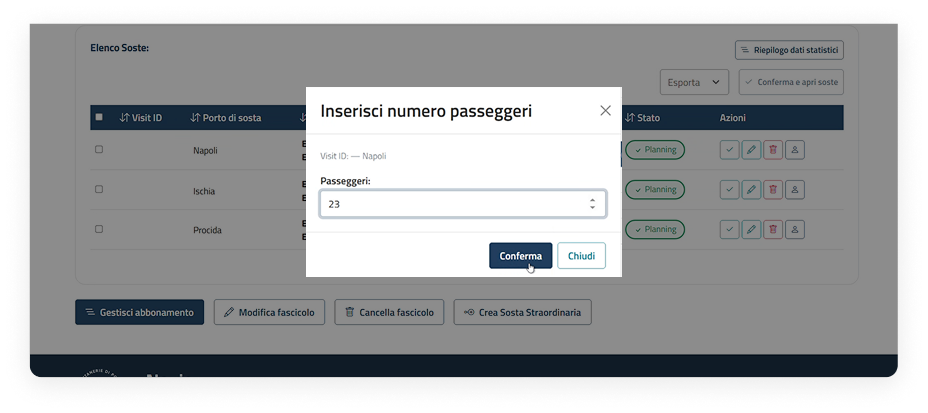 Elenco Soste:
Riepilogo dati statistici
Esporta
Conferma e apri soste
Inserisci numero passeggeri
Visit ID
Porto di sosta
Stato
Azioni
Napoli
Planning
Visit ID: — Napoli
Passeggeri:
Ischia
23
Planning
Procida
Planning
Conferma
Chiudi
Gestisci abbonamento
Modifica fascicolo
Cancella fascicolo
Crea Sosta Straordinaria